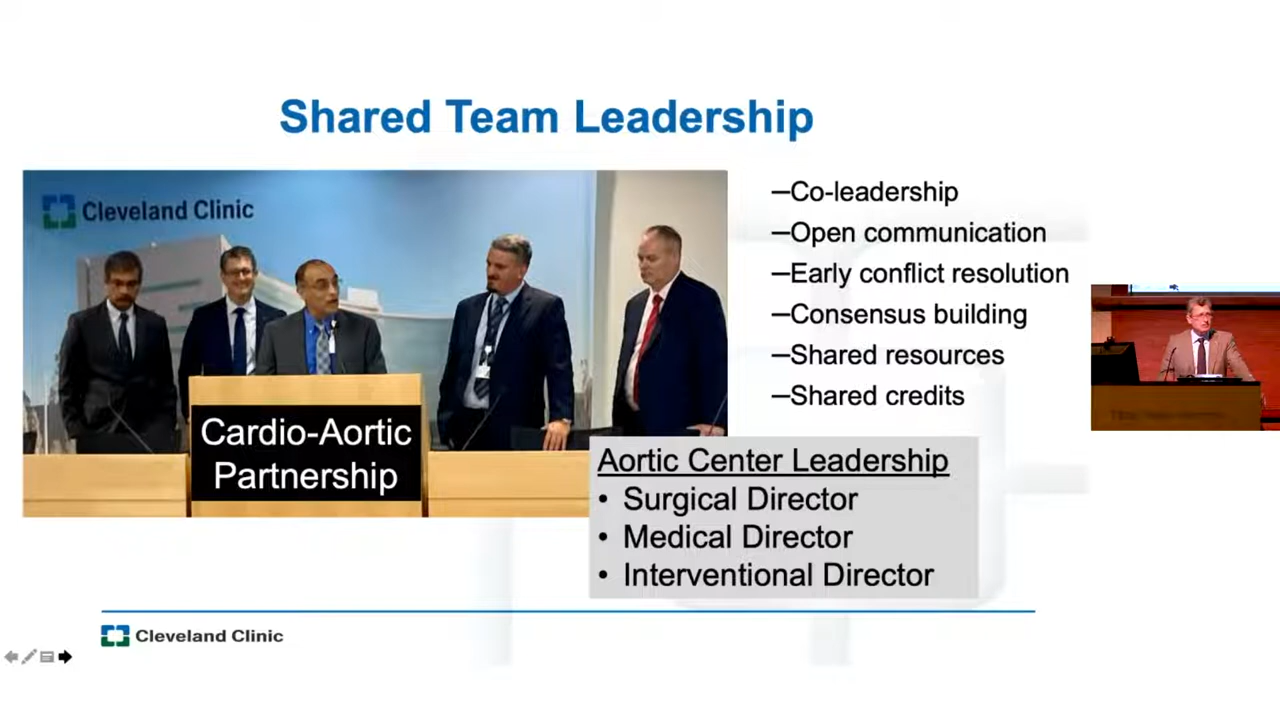 Shared Team Leadership
Cleveland Clinic
Cardio-Aortic
Partnership
–Co-leadership
–Open communication
–Early conflict resolution
–Consensus building
–Shared resources
–Shared credits
Aortic Center Leadership
• Surgical Director
• Medical Director
• Interventional Director
Cleveland Clinic